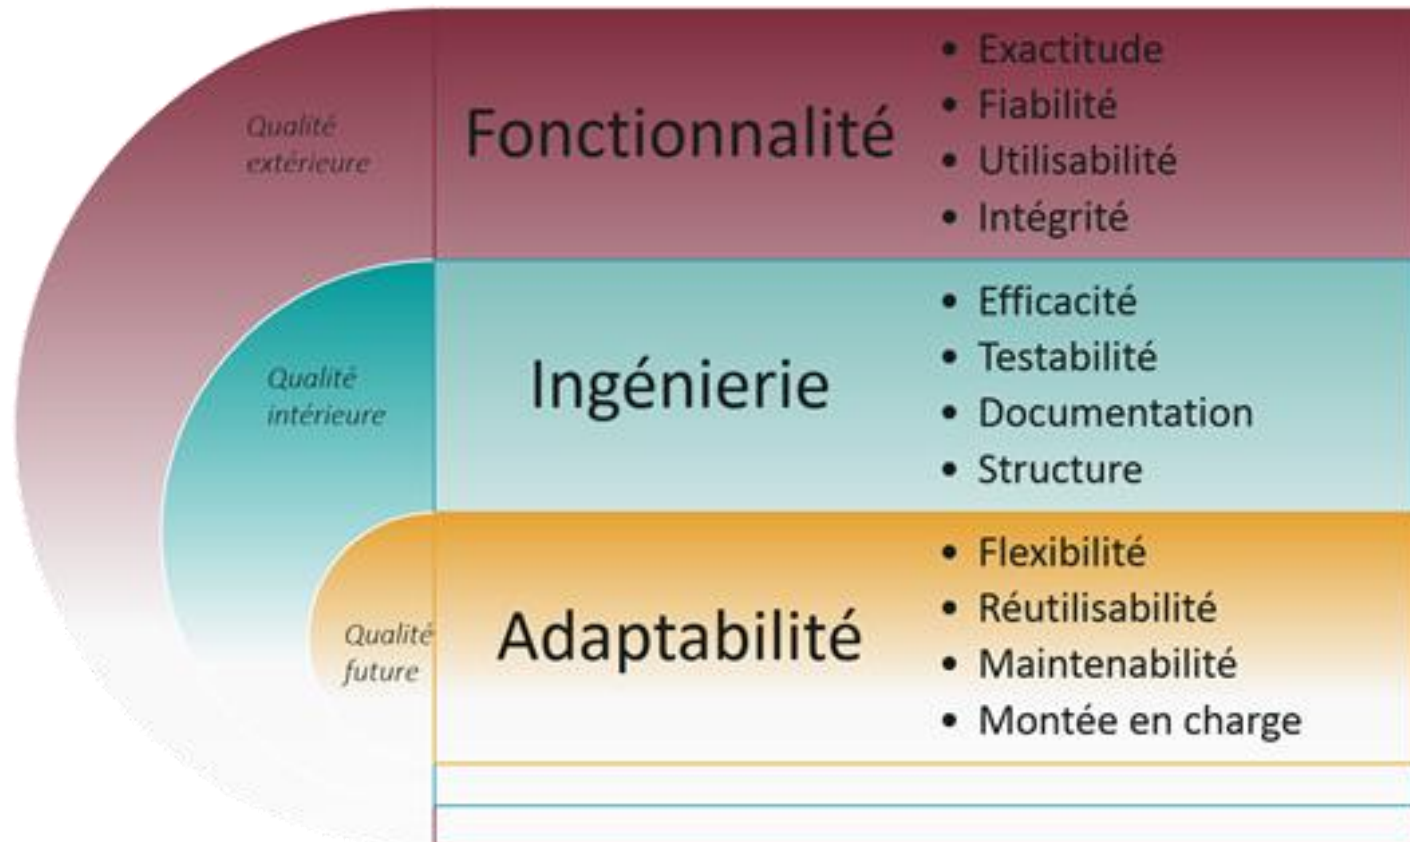 Qualité
extérieure
Fonctionnalité
• Exactitude
• Fiabilité
• Utilisabilité
• Intégrité
Qualité
intérieure
Ingénierie
• Efficacité
• Testabilité
• Documentation
• Structure
Qualité
future
Adaptabilité
• Flexibilité
• Réutilisabilité
• Maintenabilité
• Montée en charge